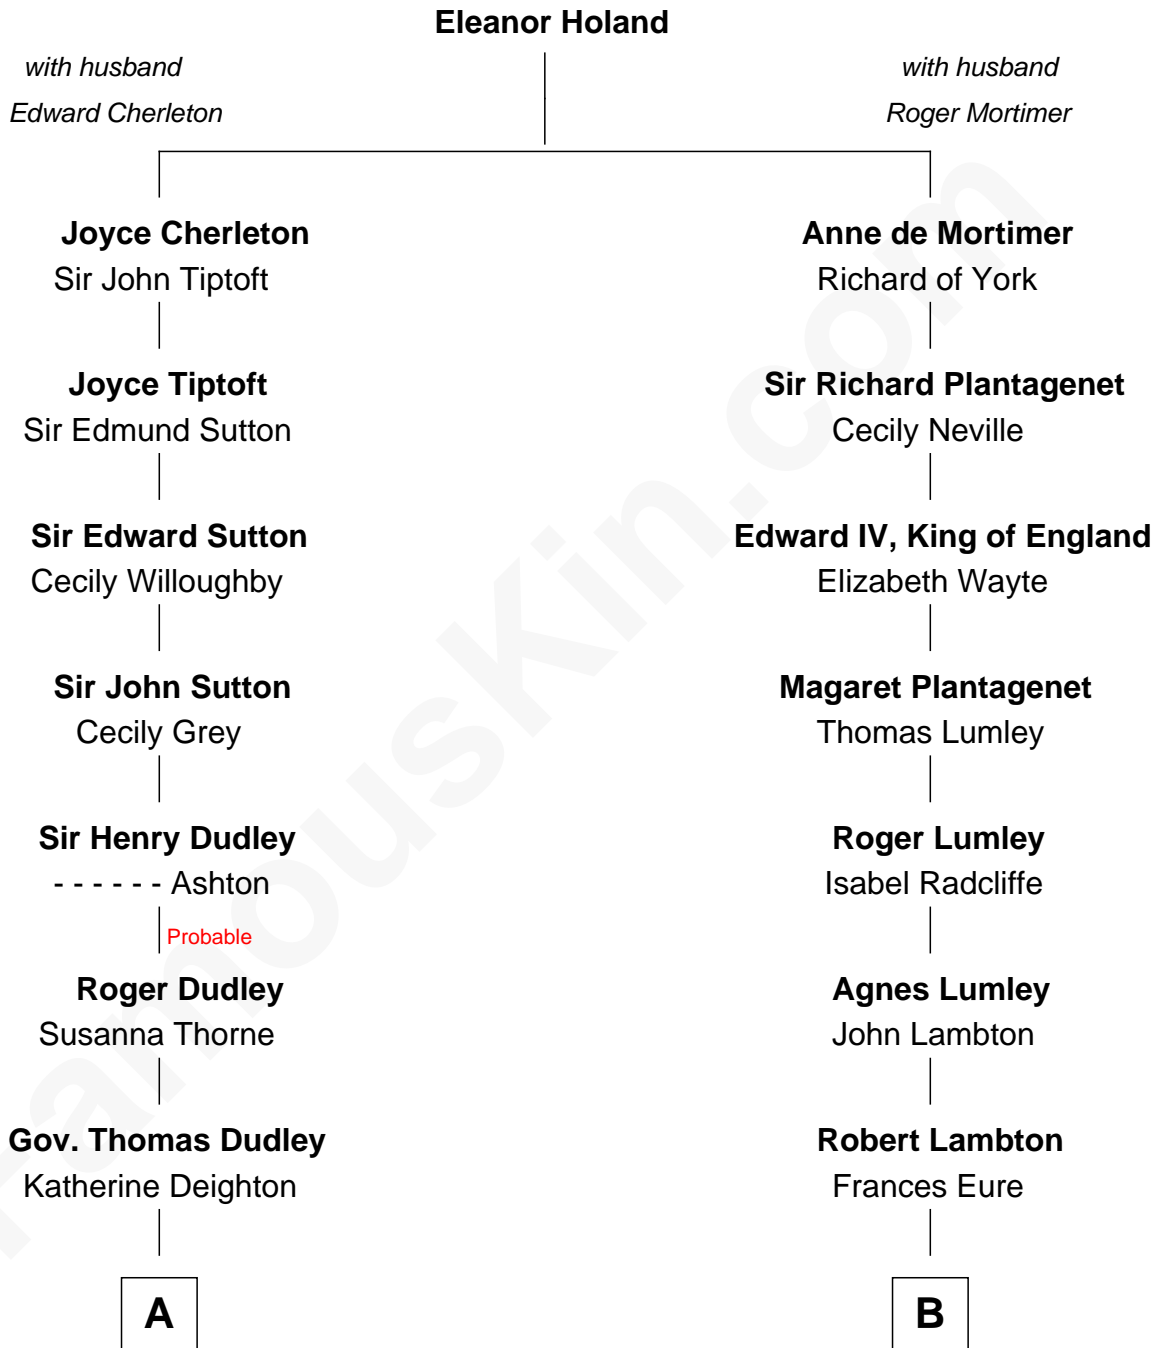 Eleanor Holand
with husband
Edward Cherleton
with husband
Roger Mortimer
Joyce Cherleton
Sir John Tiptoft
Anne de Mortimer
Richard of York
Joyce Tiptoft
Sir Edmund Sutton
Sir Richard Plantagenet
Cecily Neville
Sir Edward Sutton
Cecily Willoughby
Edward IV, King of England
Elizabeth Wayte
Sir John Sutton
Cecily Grey
Magaret Plantagenet
Thomas Lumley
Sir Henry Dudley
- - - - - - Ashton
Probable
Roger Lumley
Isabel Radcliffe
Roger Dudley
Susanna Thorne
Agnes Lumley
John Lambton
Gov. Thomas Dudley
Katherine Deighton
Robert Lambton
Frances Eure
A
B
FamousKin.com